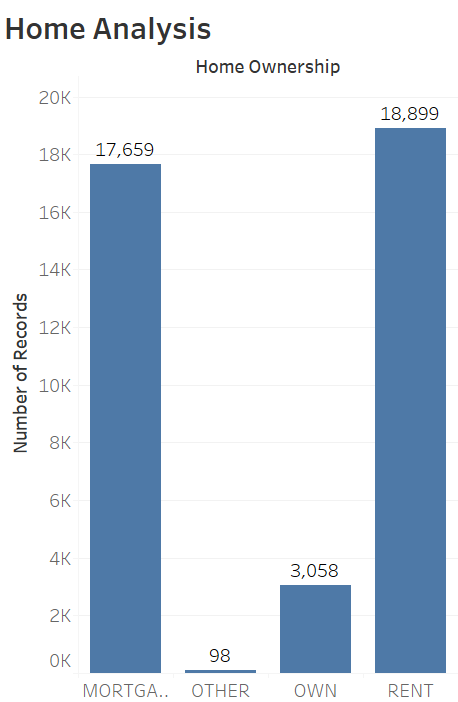 Home Analysis
Home Ownership
20K
18,899
18K
17,659
16K
14K
12K
Number of Records
10K
8K
6K
4K
3,058
2K
98
0K
MORTGA.. OTHER OWN RENT